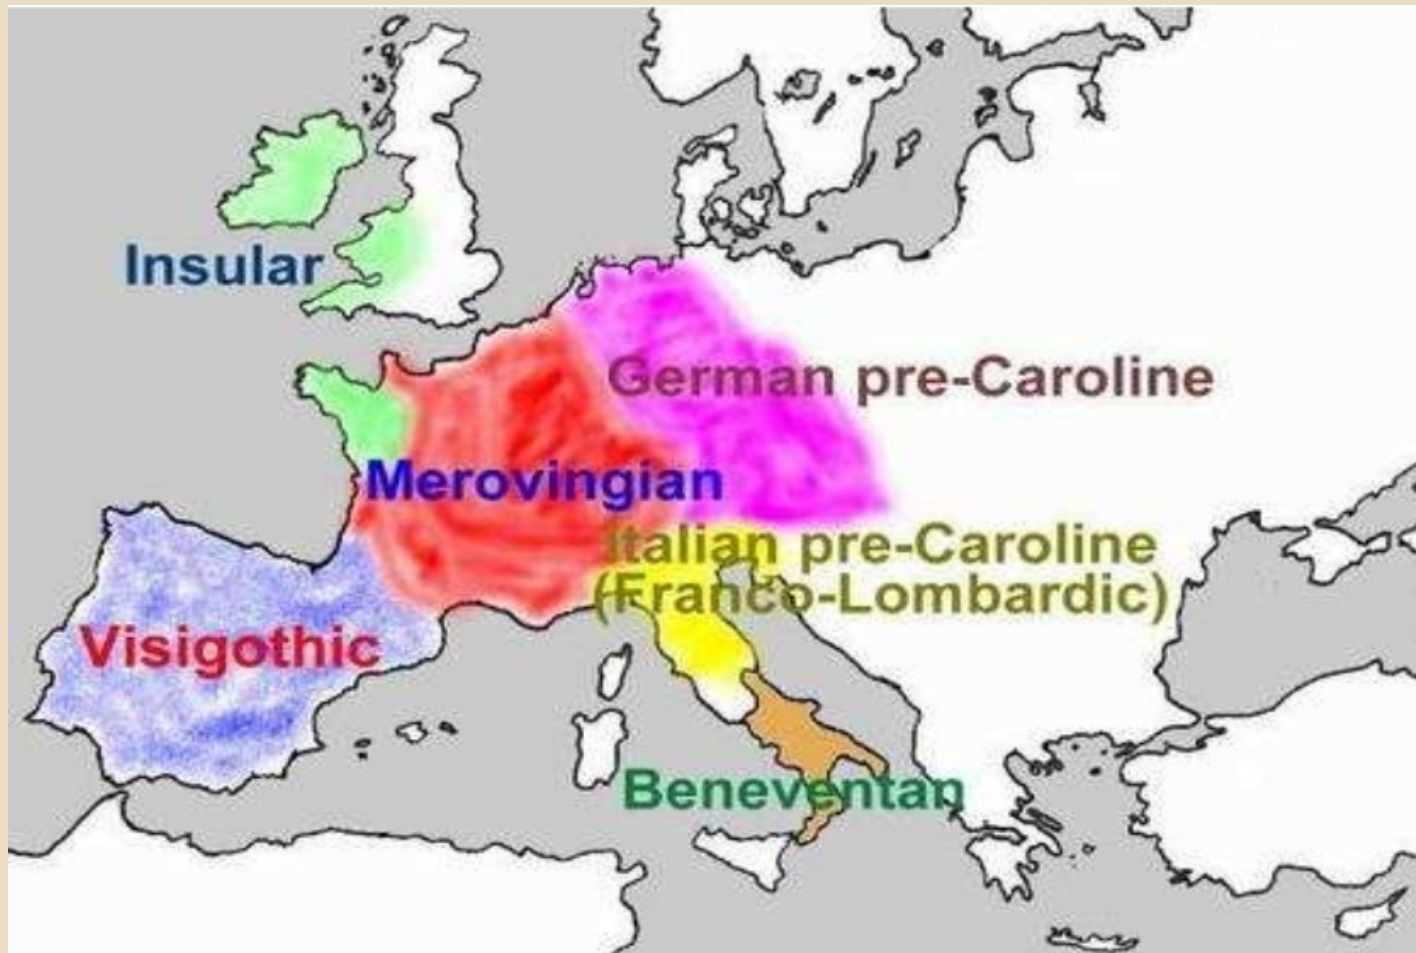 Insular
German pre-Caroline
Merovingian
Italian pre-Caroline
(Franco-Lombardic)
Visigothic
Beneventan